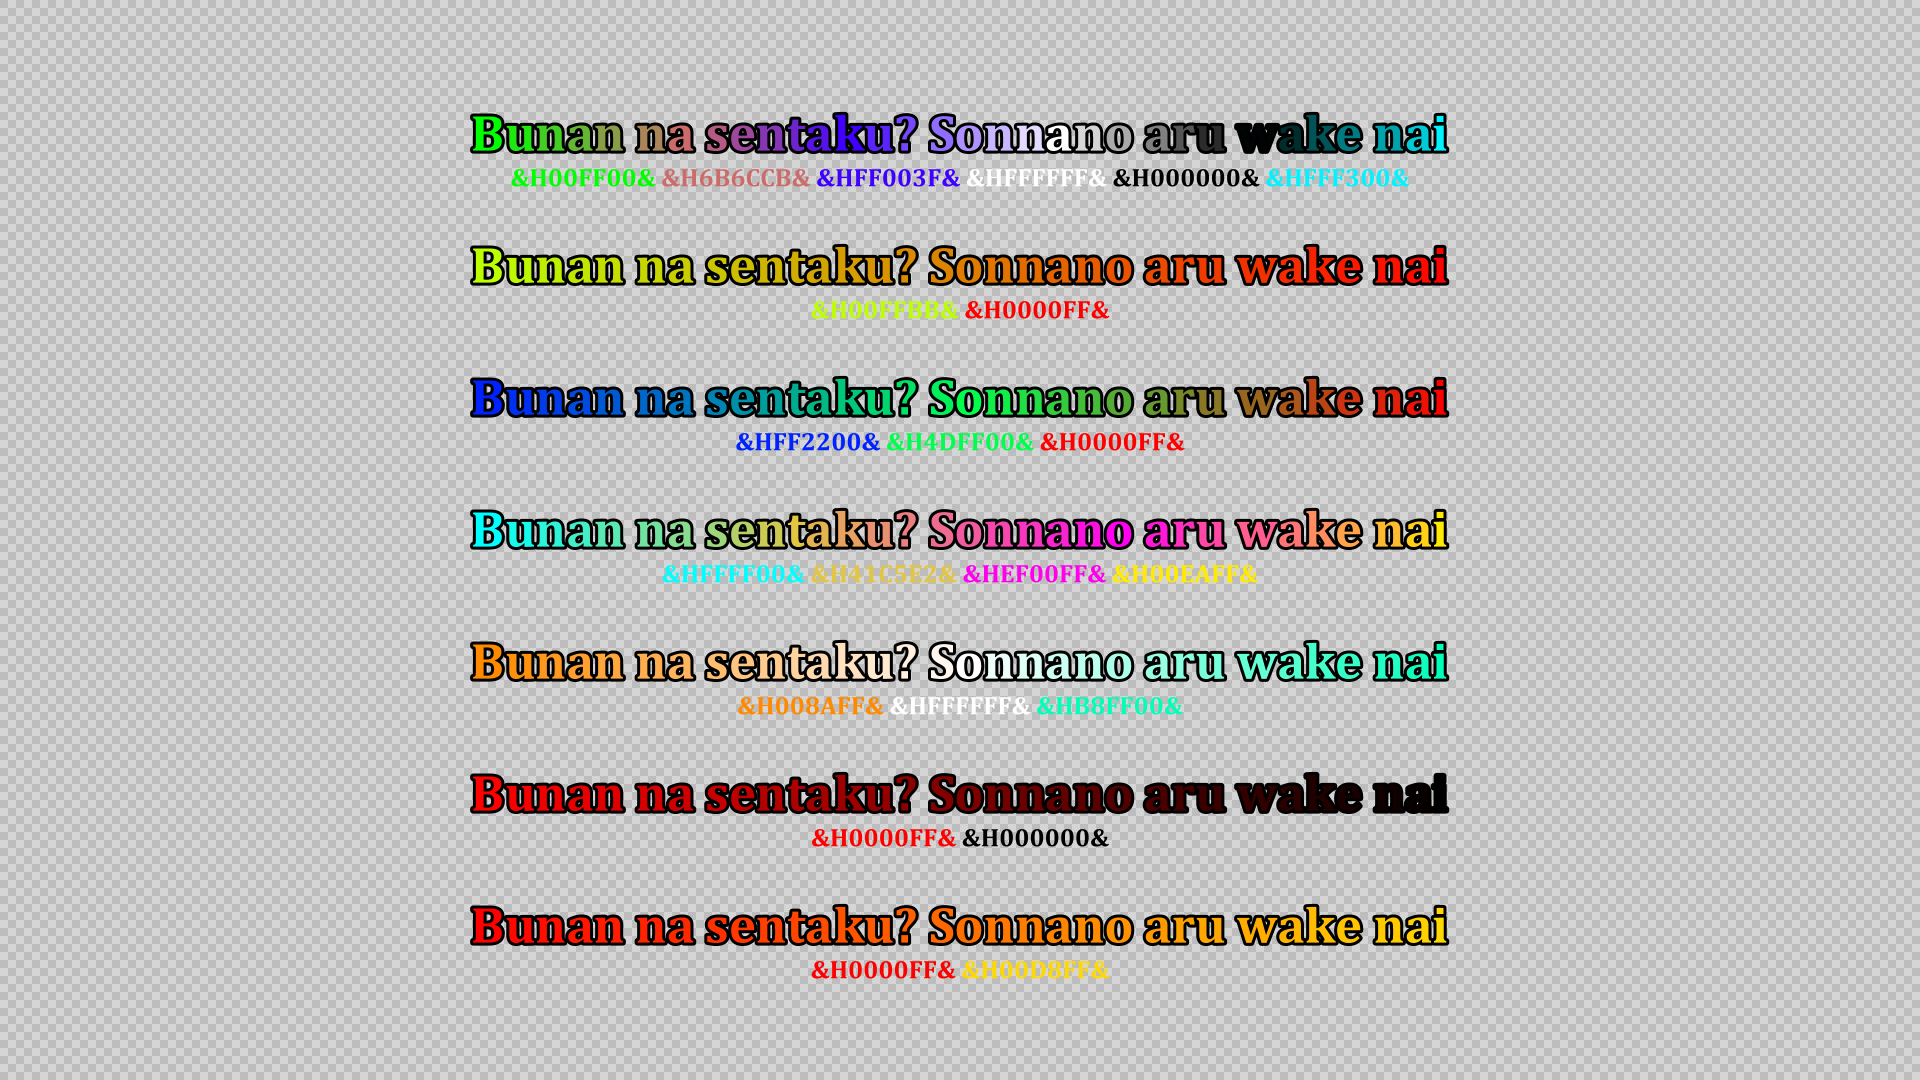 Bunan na sentaku? Sonnano aru wake nai
&H00FF00& &H6B6CCB& &HFF003F& &HFFFFFF& &H000000& &HFFF300&
Bunan na sentaku? Sonnano aru wake nai
&H00FFBB& &H0000FF&
Bunan na sentaku? Sonnano aru wake nai
&HFF2200& &H4DFF00& &H0000FF&
Bunan na sentaku? Sonnano aru wake nai
&HFFFF00& &H41C5E2& &HEF00FF& &H00EAFF&
Bunan na sentaku? Sonnano aru wake nai
&H008AFF& &HFFFFFF& &HB8FF00&
Bunan na sentaku? Sonnano aru wake nai
&H0000FF& &H000000&
Bunan na sentaku? Sonnano aru wake nai
&H0000FF& &H00D8FF&